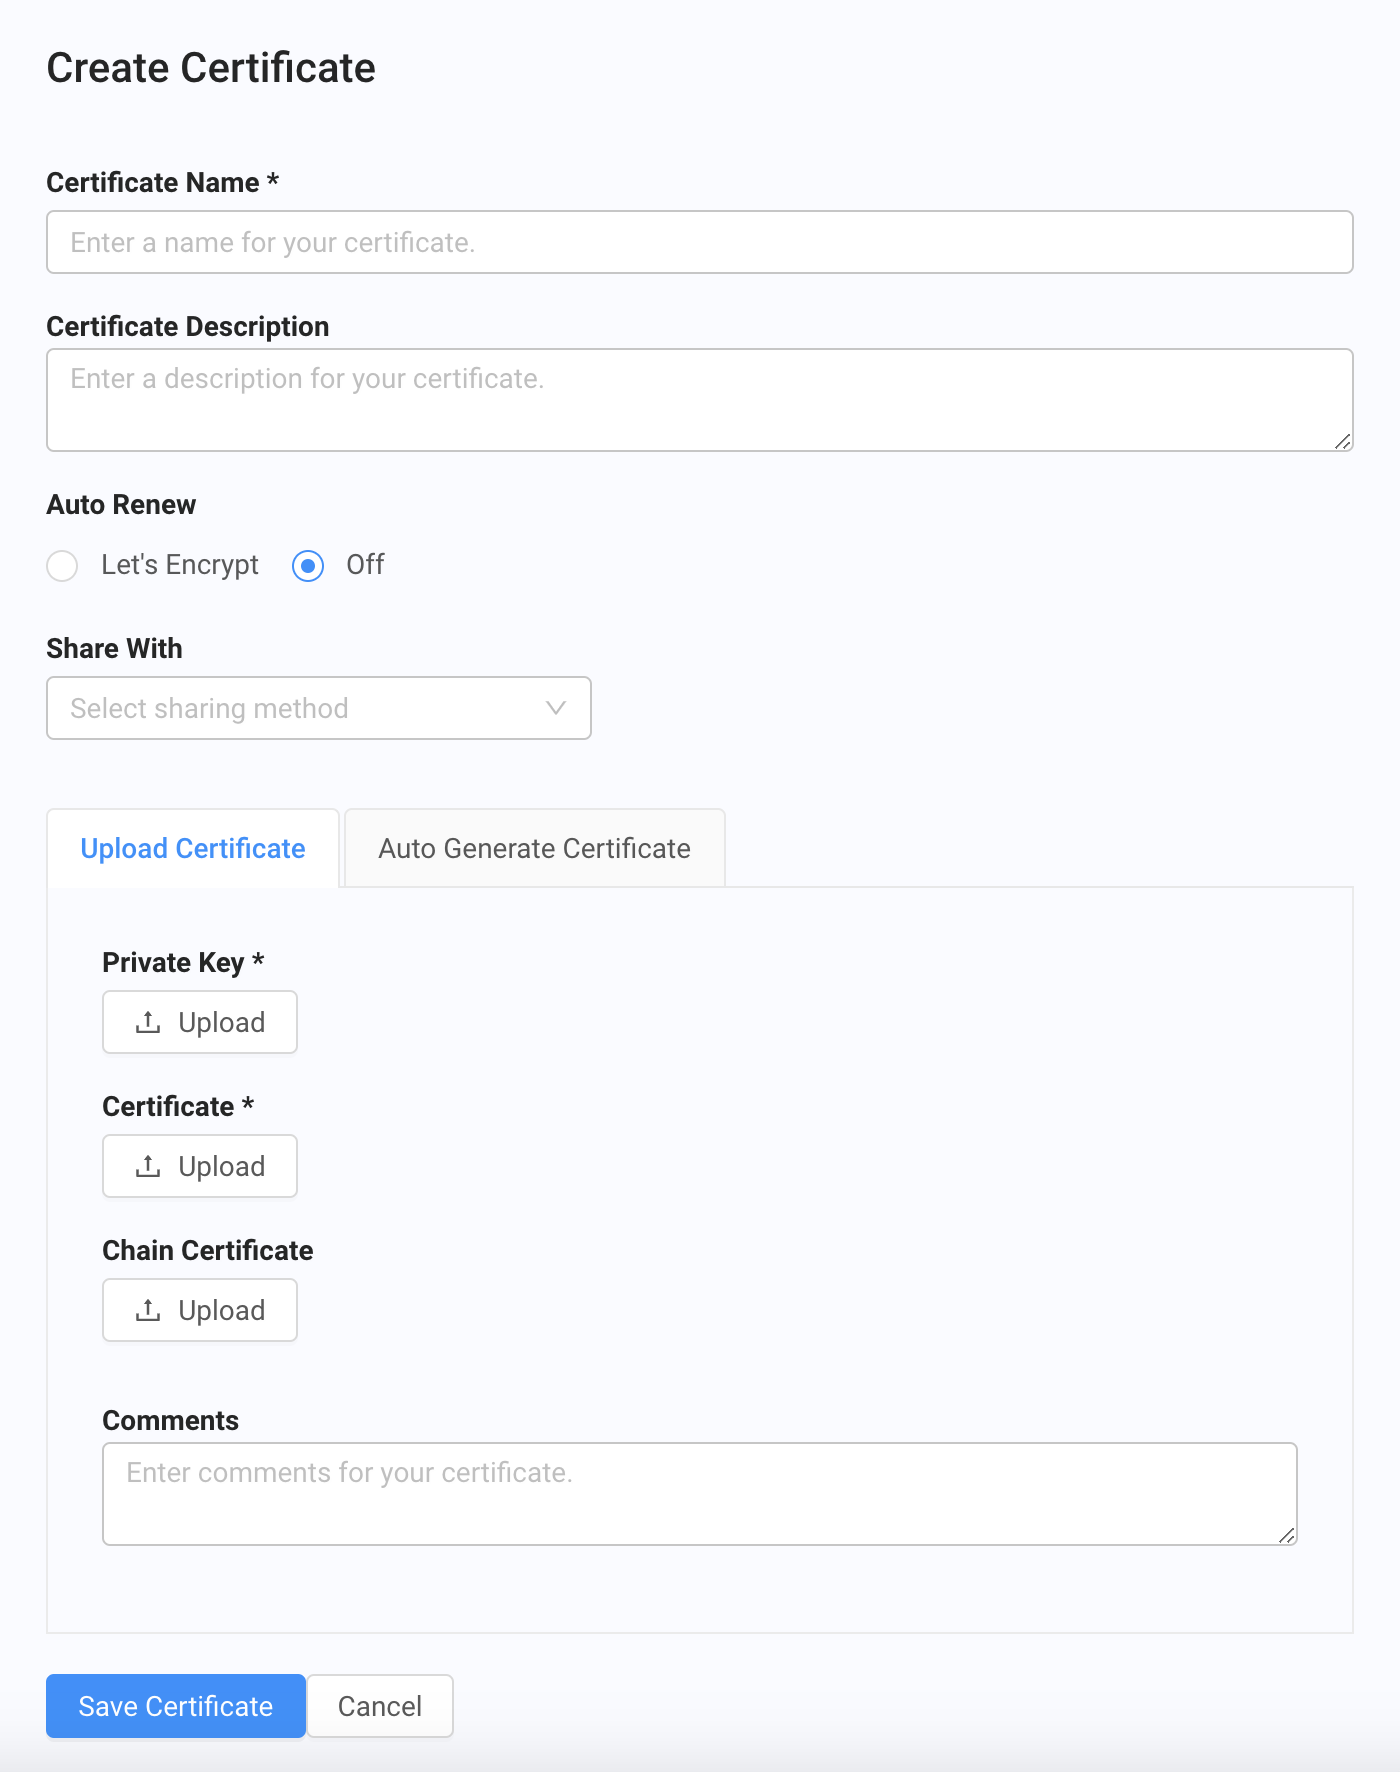 Create Certificate
Certificate Name *
Enter a name for your certificate.
Certificate Description
Enter a description for your certificate.
Auto Renew
Let's Encrypt Off
Share With
Select sharing method
Upload Certificate Auto Generate Certificate
Private Key *
Upload
Certificate *
Upload
Chain Certificate
Upload
Comments
Enter comments for your certificate.
Save Certificate Cancel